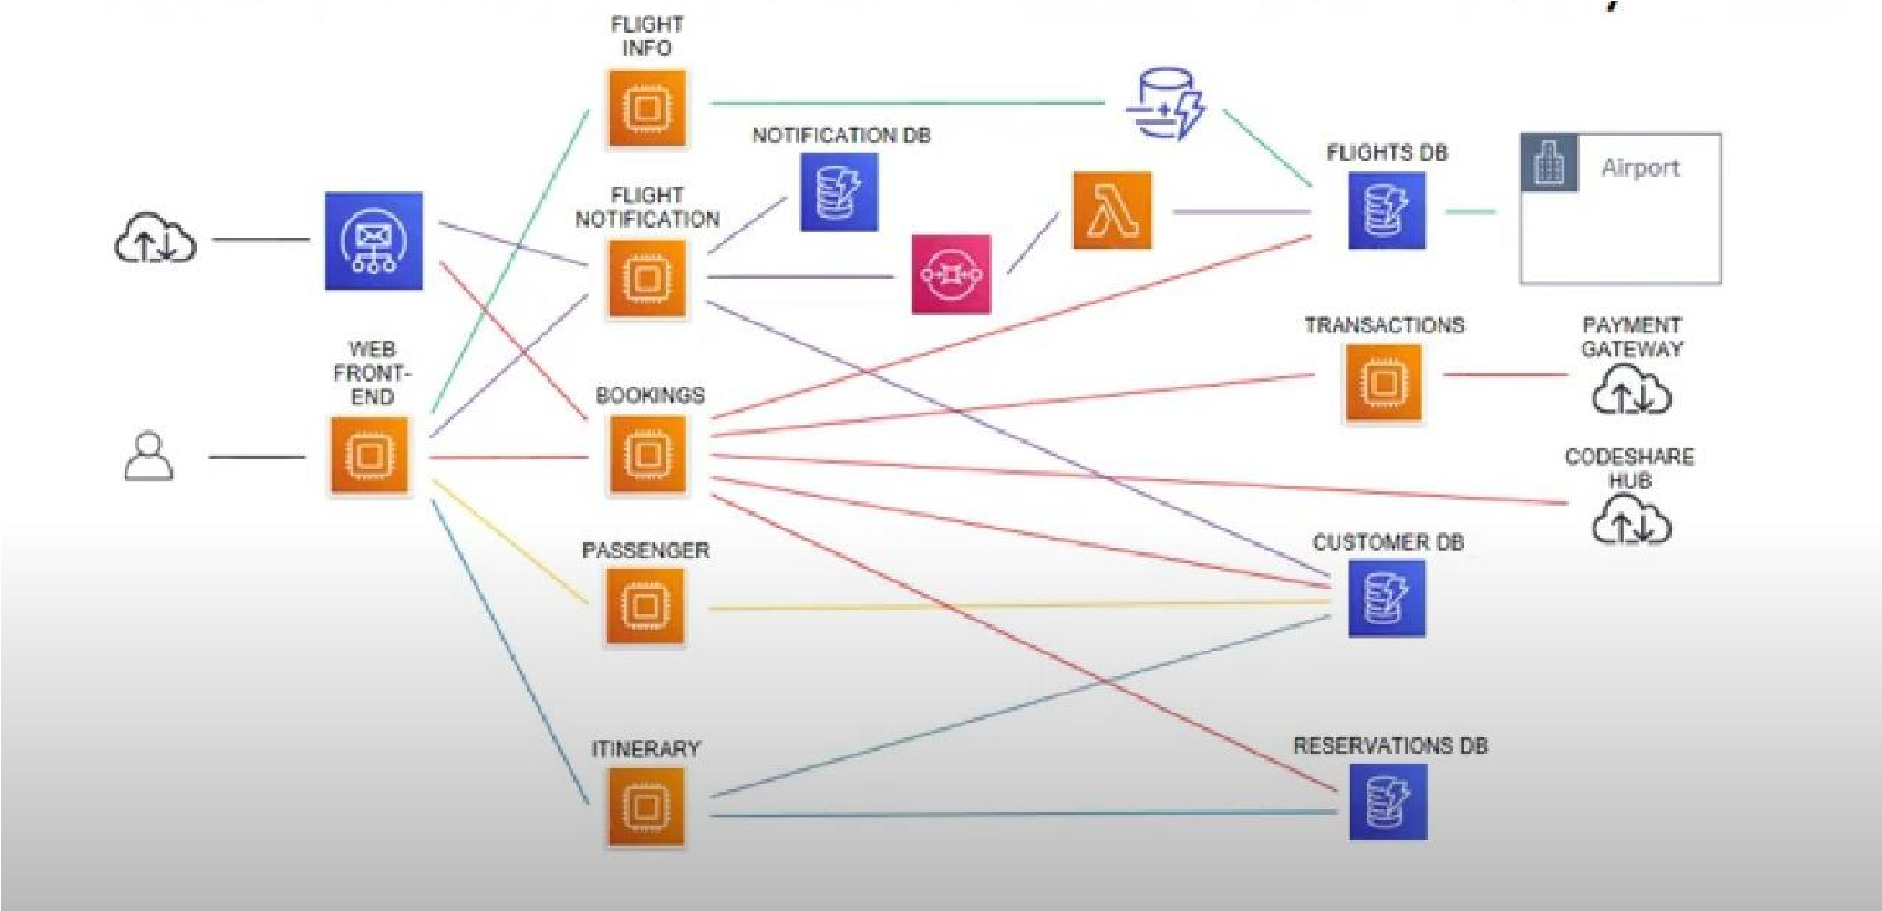 FLIGHT
INFO
NOTIFICATION DB
FLIGHTS DB
Airport
FLIGHT
NOTIFICATION
TRANSACTIONS
PAYMENT
GATEWAY
WEB
FRONT-
END
BOOKINGS
CODESHARE
HUB
PASSENGER
CUSTOMER DB
ITINERARY
RESERVATIONS DB